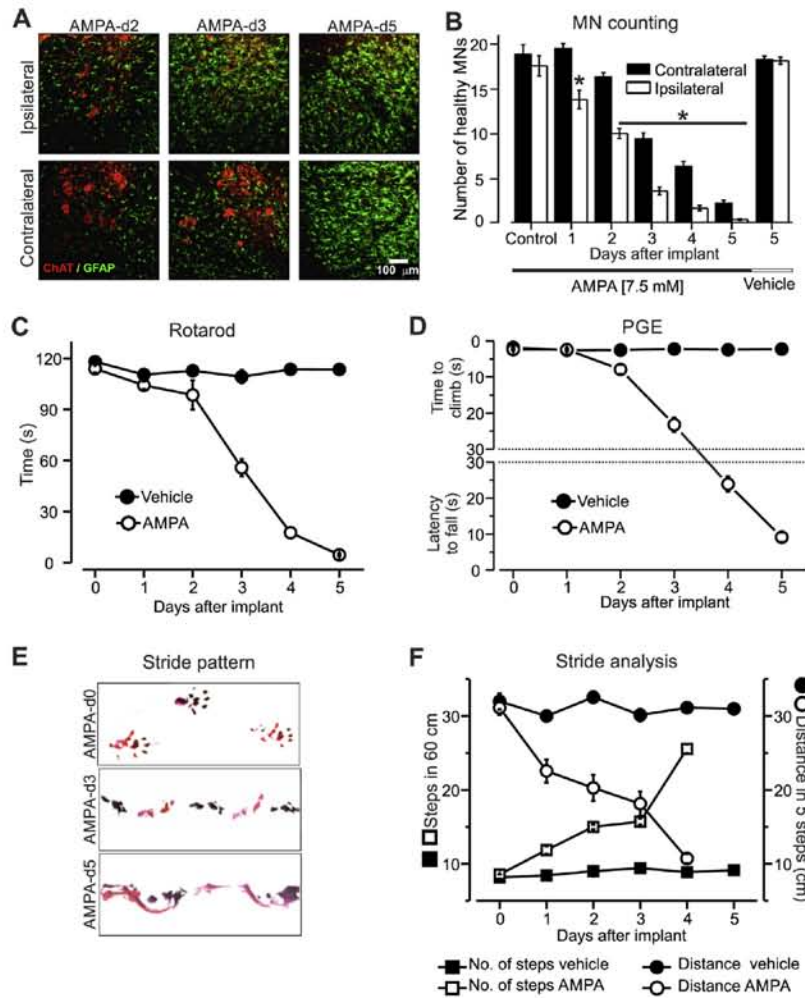 A
AMPA-d2 AMPA-d3 AMPA-d5
Ipsilateral
Contralateral
ChAT / GFAP
100 µm
B
MN counting
Number of healthy MNs
20
15
10
5
0
Contralateral
Ipsilateral
*
*
Control 1 2 3 4 5 5
Days after implant
AMPA [7.5 mM] Vehicle
C
Rotarod
Time (s)
120
90
60
30
0
Vehicle
AMPA
0 1 2 3 4 5
Days after implant
D
PGE
Time to
climb (s)
0
10
20
30
Latency
to fall (s)
30
20
10
0
Vehicle
AMPA
0 1 2 3 4 5
Days after implant
E
Stride pattern
AMPA-d0
AMPA-d3
AMPA-d5
F
Stride analysis
Steps in 60 cm
30
20
10
Distance in 5 steps (cm)
30
20
10
0 1 2 3 4 5
Days after implant
No. of steps vehicle Distance vehicle
No. of steps AMPA Distance AMPA